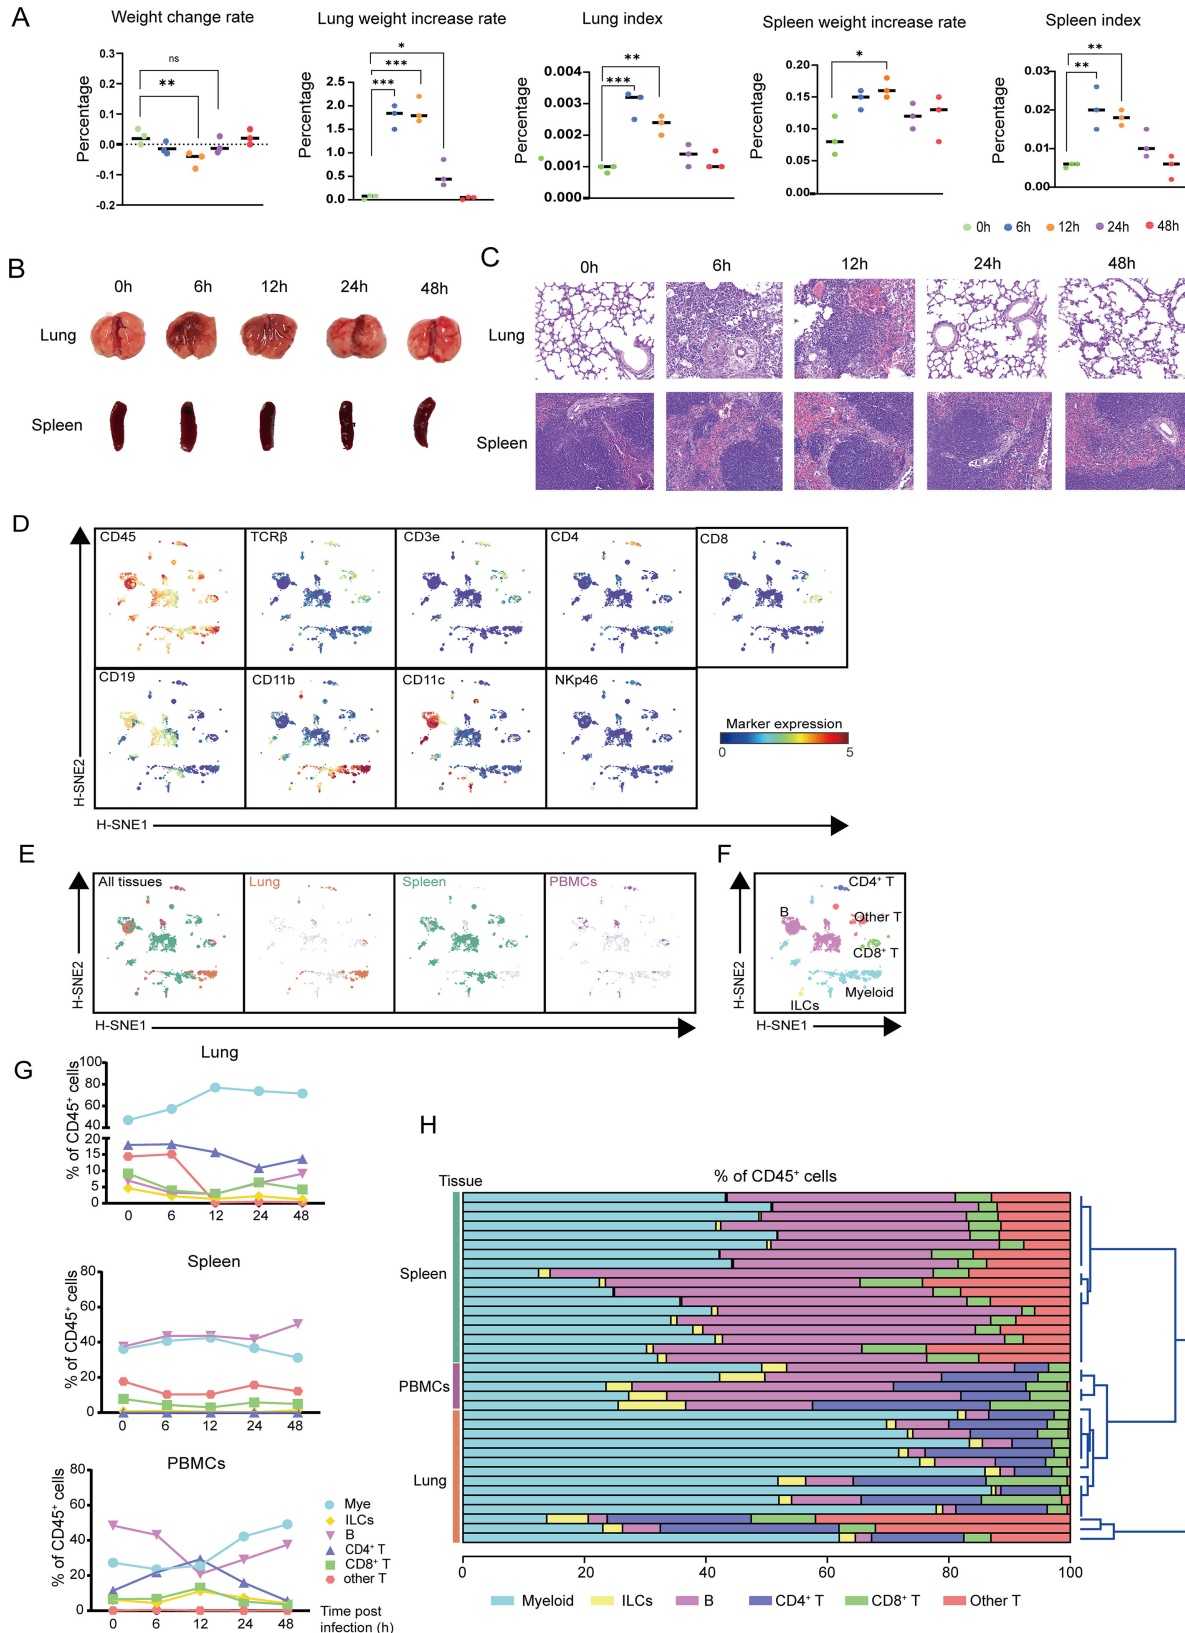 A
Weight change rate
Lung weight increase rate
Lung index
Spleen weight increase rate
Spleen index
Percentage
0.3
0.2
0.1
0.0
-0.1
-0.2
ns
**
Percentage
2.5
2.0
1.5
1.0
0.5
0.0
*
***
***
Percentage
0.004
0.003
0.002
0.001
0.000
**
***
Percentage
0.20
0.15
0.10
0.05
0.00
*
Percentage
0.03
0.02
0.01
0.00
**
**
0h 6h 12h 24h 48h
B
0h 6h 12h 24h 48h
Lung
Spleen
C
0h 6h 12h 24h 48h
Lung
Spleen
D
CD45
TCRβ
CD3e
CD4
CD8
CD19
CD11b
CD11c
NKp46
Marker expression
0 5
H-SNE2
H-SNE1
E
All tissues
Lung
Spleen
PBMCs
H-SNE2
H-SNE1
F
CD4⁺ T
B
Other T
CD8⁺ T
Myeloid
ILCs
H-SNE2
H-SNE1
G
Lung
% of CD45⁺ cells
100
80
60
40
20
15
10
5
0
0 6 12 24 48
Spleen
% of CD45⁺ cells
80
60
40
20
0
0 6 12 24 48
PBMCs
% of CD45⁺ cells
80
60
40
20
0
0 6 12 24 48
Mye
ILCs
B
CD4⁺ T
CD8⁺ T
other T
Time post
infection (h)
H
Tissue
% of CD45⁺ cells
Spleen
PBMCs
Lung
0 20 40 60 80 100
Myeloid ILCs B CD4⁺ T CD8⁺ T Other T